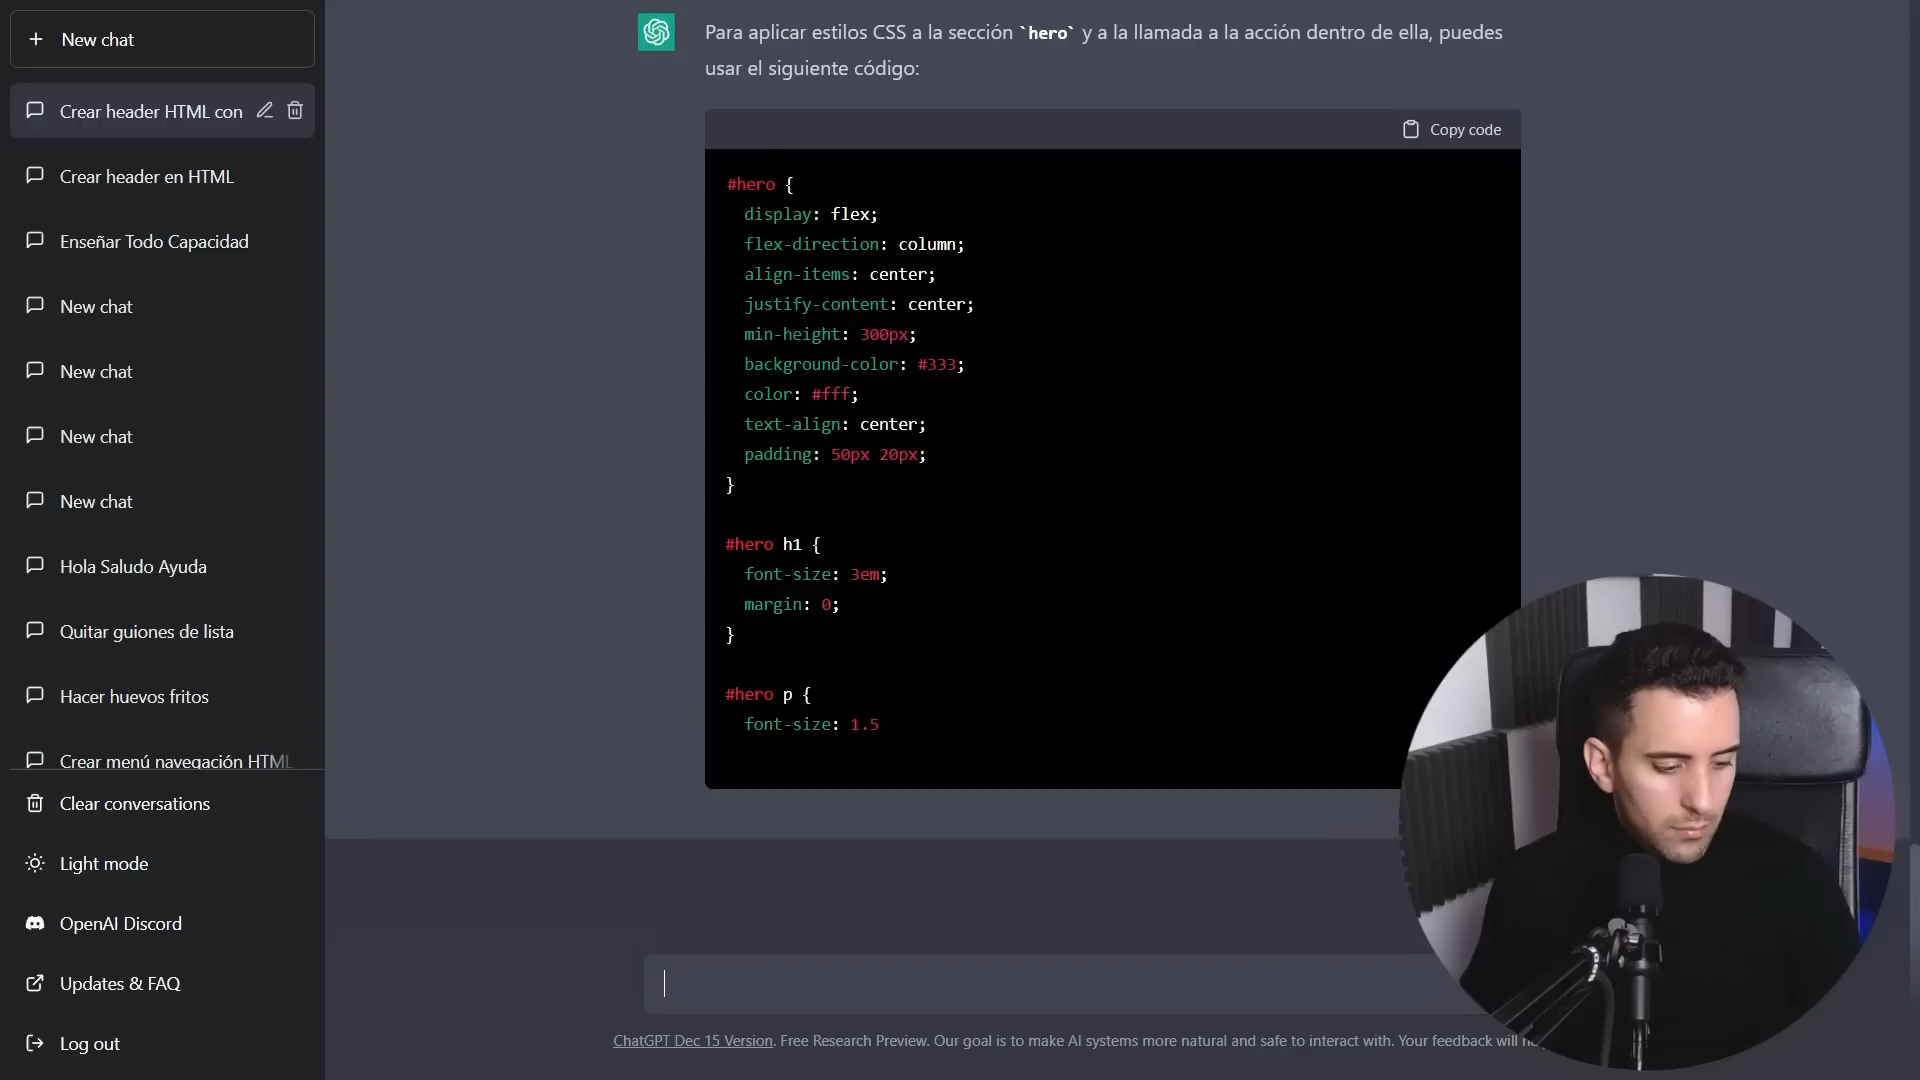 New chat
Crear header HTML con
Crear header en HTML
Enseñar Todo Capacidad
New chat
New chat
New chat
New chat
Hola Saludo Ayuda
Quitar guiones de lista
Hacer huevos fritos
Crear menú navegación HTML
Clear conversations
Light mode
OpenAI Discord
Updates & FAQ
Log out
Para aplicar estilos CSS a la sección `hero` y a la llamada a la acción dentro de ella, puedes
usar el siguiente código:
Copy code
#hero {
  display: flex;
  flex-direction: column;
  align-items: center;
  justify-content: center;
  min-height: 300px;
  background-color: #333;
  color: #fff;
  text-align: center;
  padding: 50px 20px;
}
#hero h1 {
  font-size: 3em;
  margin: 0;
}
#hero p {
  font-size: 1.5
ChatGPT Dec 15 Version. Free Research Preview. Our goal is to make AI systems more natural and safe to interact with. Your feedback will